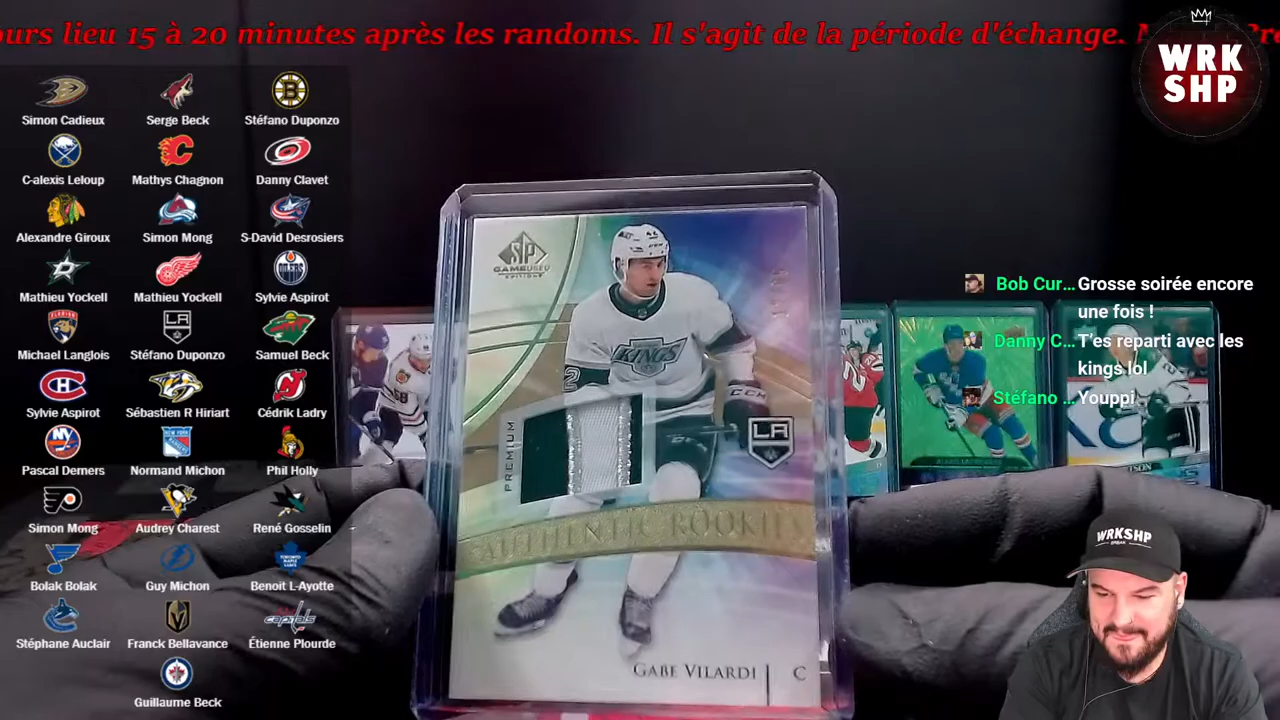 ours lieu 15 à 20 minutes après les randoms. Il s'agit de la période d'échange.
WRK
SHP
Simon Cadieux
Serge Beck
Stéfano Duponzo
C-alexis Leloup
Mathys Chagnon
Danny Clavet
Alexandre Giroux
Simon Mong
S-David Desrosiers
Mathieu Yockell
Mathieu Yockell
Sylvie Aspirot
Michael Langlois
Stéfano Duponzo
Samuel Beck
Sylvie Aspirot
Sébastien R Hiriart
Cédrik Ladry
Pascal Demers
Normand Michon
Phil Holly
Simon Mong
Audrey Charest
René Gosselin
Bolak Bolak
Guy Michon
Benoit L-Ayotte
Stéphane Auclair
Franck Bellavance
Étienne Plourde
Guillaume Beck
SP
GAMEUSED
EDITION
KINGS
CCM
LA
PREMIUM
AUTHENTIC ROOKIES
GABE VILARDI C
Bob Cur... Grosse soirée encore
une fois !
Danny C... T'es reparti avec les
kings lol
Stéfano ... Youppi
WRKSHP